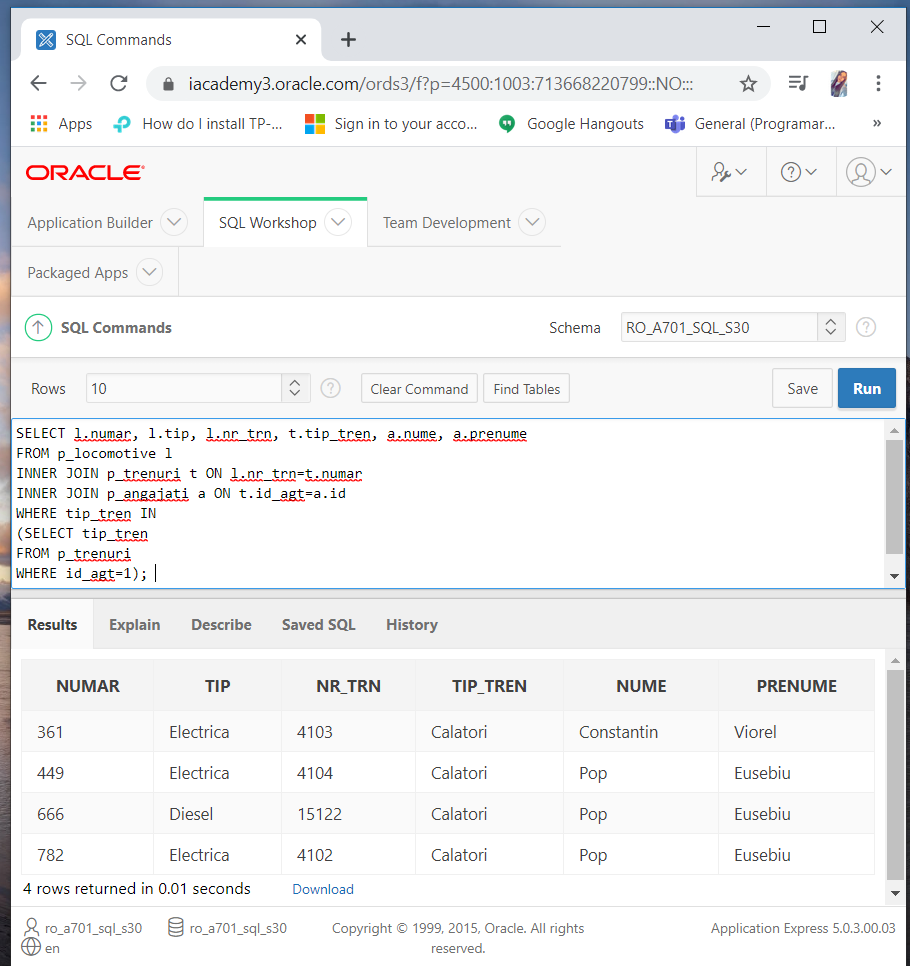 SQL Commands
iacademy3.oracle.com/ords3/f?p=4500:1003:713668220799::NO:::
Apps How do I install TP-... Sign in to your acco... Google Hangouts General (Programar... »
ORACLE
Application Builder SQL Workshop Team Development
Packaged Apps
SQL Commands Schema RO_A701_SQL_S30
Rows 10 Clear Command Find Tables Save Run
SELECT l.numar, l.tip, l.nr_trn, t.tip_tren, a.nume, a.prenume
FROM p_locomotive l
INNER JOIN p_trenuri t ON l.nr_trn=t.numar
INNER JOIN p_angajati a ON t.id_agt=a.id
WHERE tip_tren IN
(SELECT tip_tren
FROM p_trenuri
WHERE id_agt=1);
Results Explain Describe Saved SQL History
NUMAR TIP NR_TRN TIP_TREN NUME PRENUME
361 Electrica 4103 Calatori Constantin Viorel
449 Electrica 4104 Calatori Pop Eusebiu
666 Diesel 15122 Calatori Pop Eusebiu
782 Electrica 4102 Calatori Pop Eusebiu
4 rows returned in 0.01 seconds Download
ro_a701_sql_s30 ro_a701_sql_s30 Copyright © 1999, 2015, Oracle. All rights Application Express 5.0.3.00.03
en reserved.